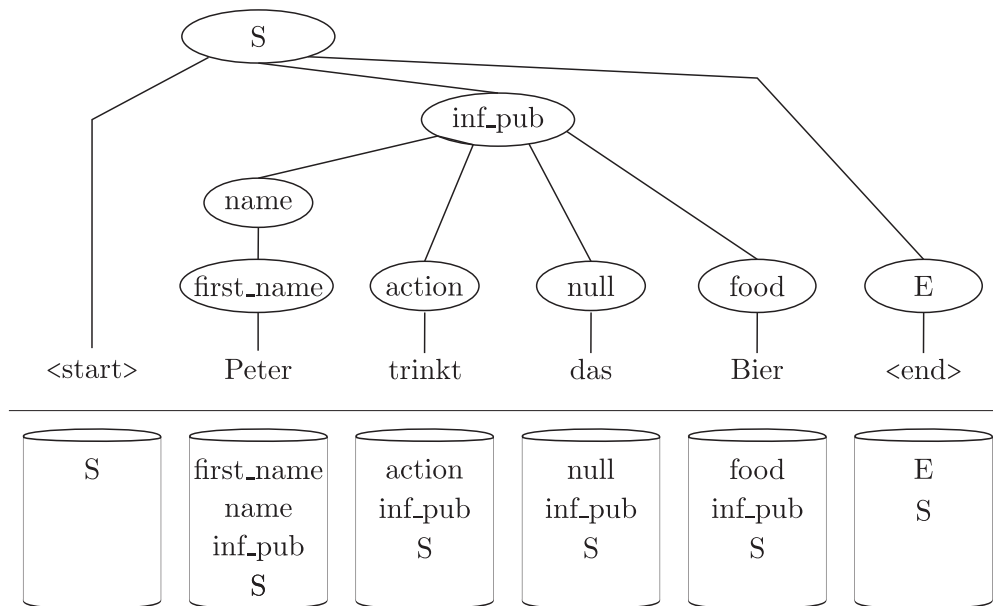 S
inf_pub
name
first_name action null food E
<start> Peter trinkt das Bier <end>
S first_name action null food E
name inf_pub inf_pub inf_pub S
inf_pub S S S
S